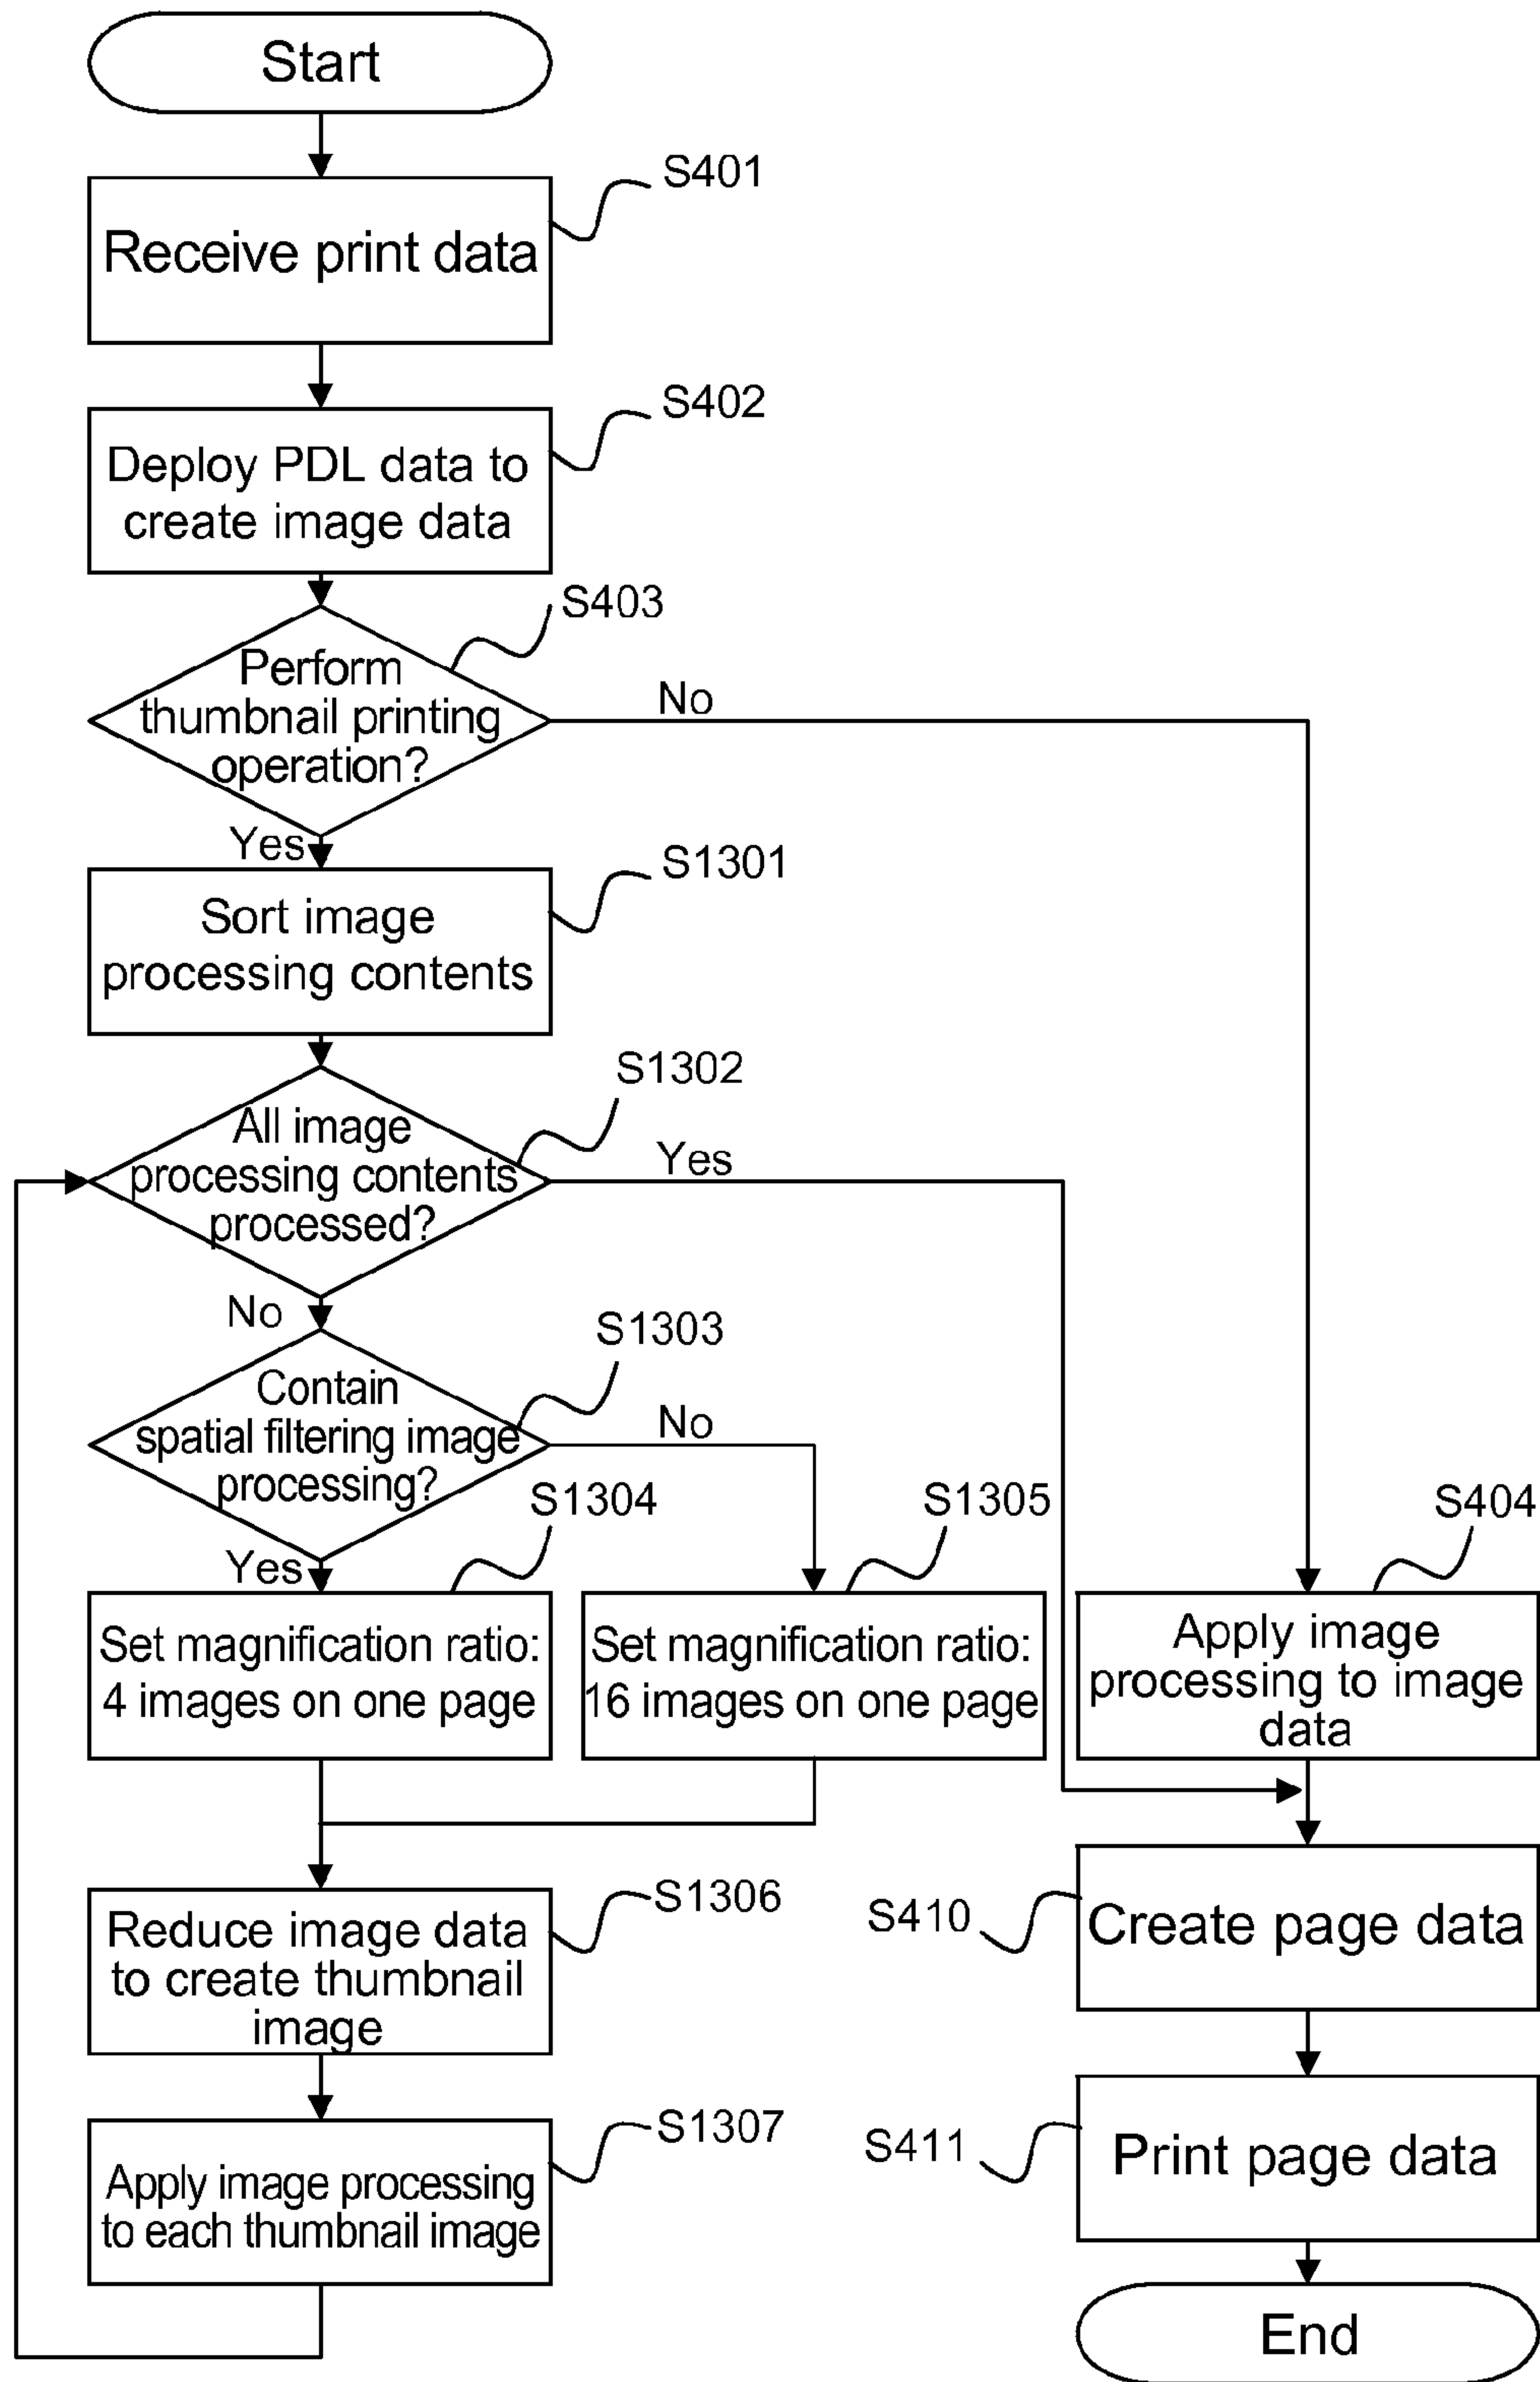 Start
S401
Receive print data
S402
Deploy PDL data to
create image data
S403
Perform
thumbnail printing
operation?
No
Yes
S1301
Sort image
processing contents
S1302
All image
processing contents
processed?
Yes
No
S1303
Contain
spatial filtering image
processing?
No
Yes
S1304
Set magnification ratio:
4 images on one page
S1305
Set magnification ratio:
16 images on one page
S404
Apply image
processing to image
data
S1306
Reduce image data
to create thumbnail
image
S1307
Apply image processing
to each thumbnail image
S410
Create page data
S411
Print page data
End